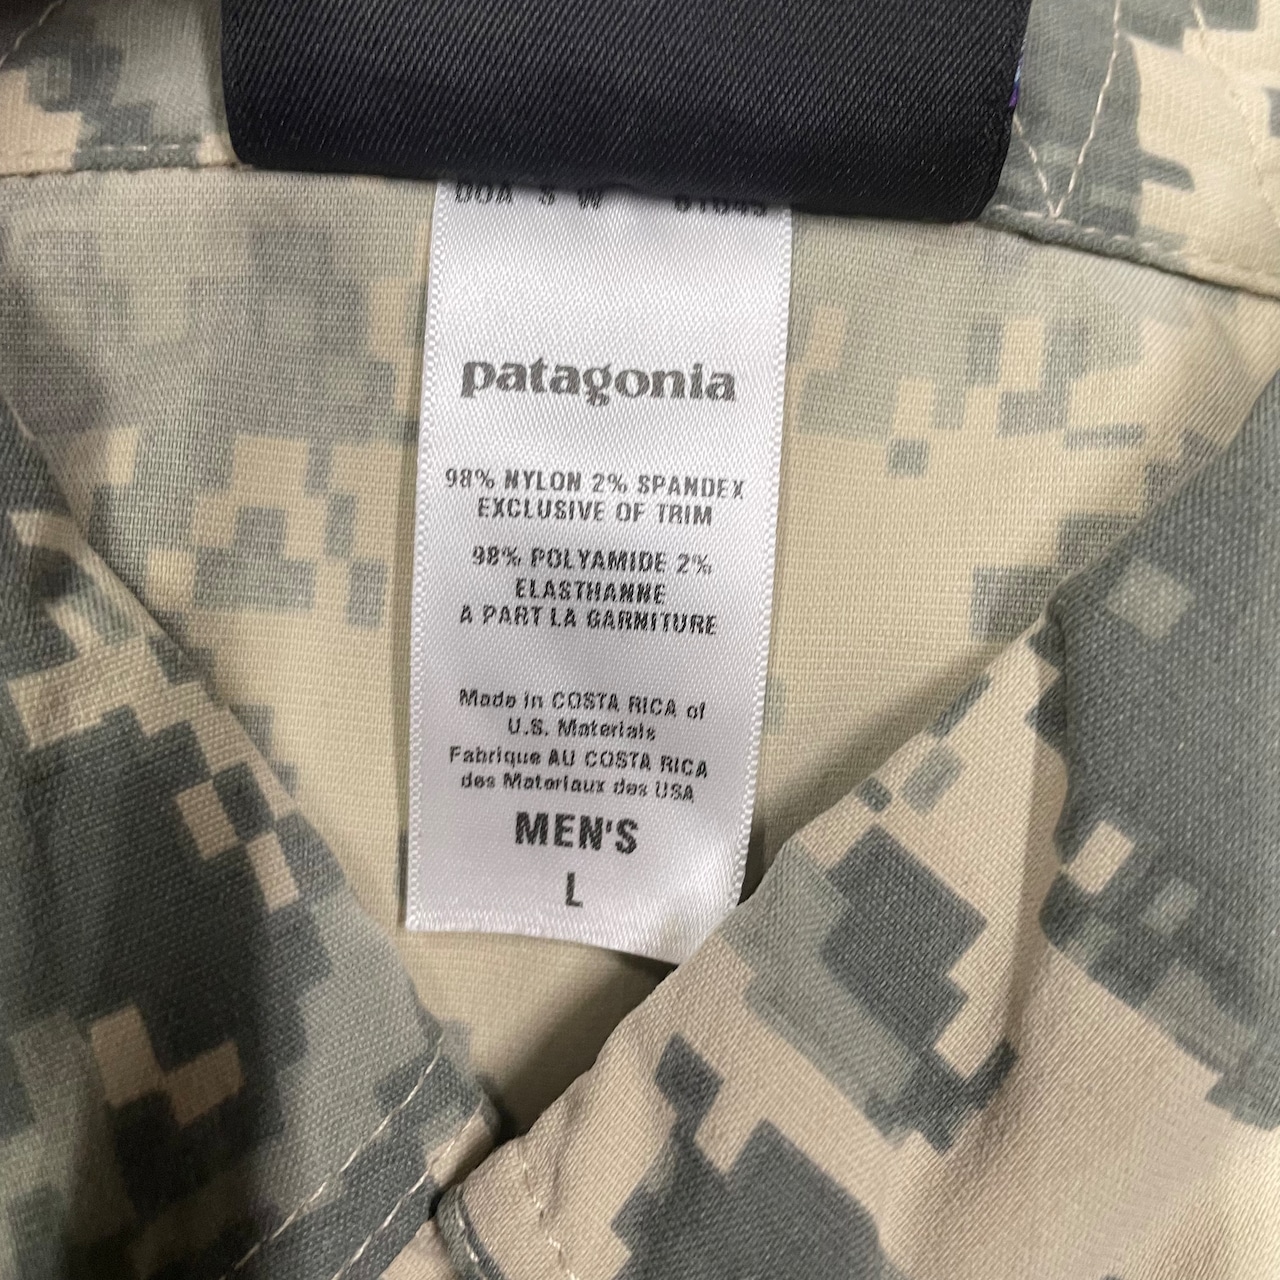 patagonia
98% NYLON 2% SPANDEX
EXCLUSIVE OF TRIM
98% POLYAMIDE 2%
ELASTHANNE
A PART LA GARNITURE
Made in COSTA RICA of
U.S. Materials
Fabrique AU COSTA RICA
des Materiaux des USA
MEN'S
L